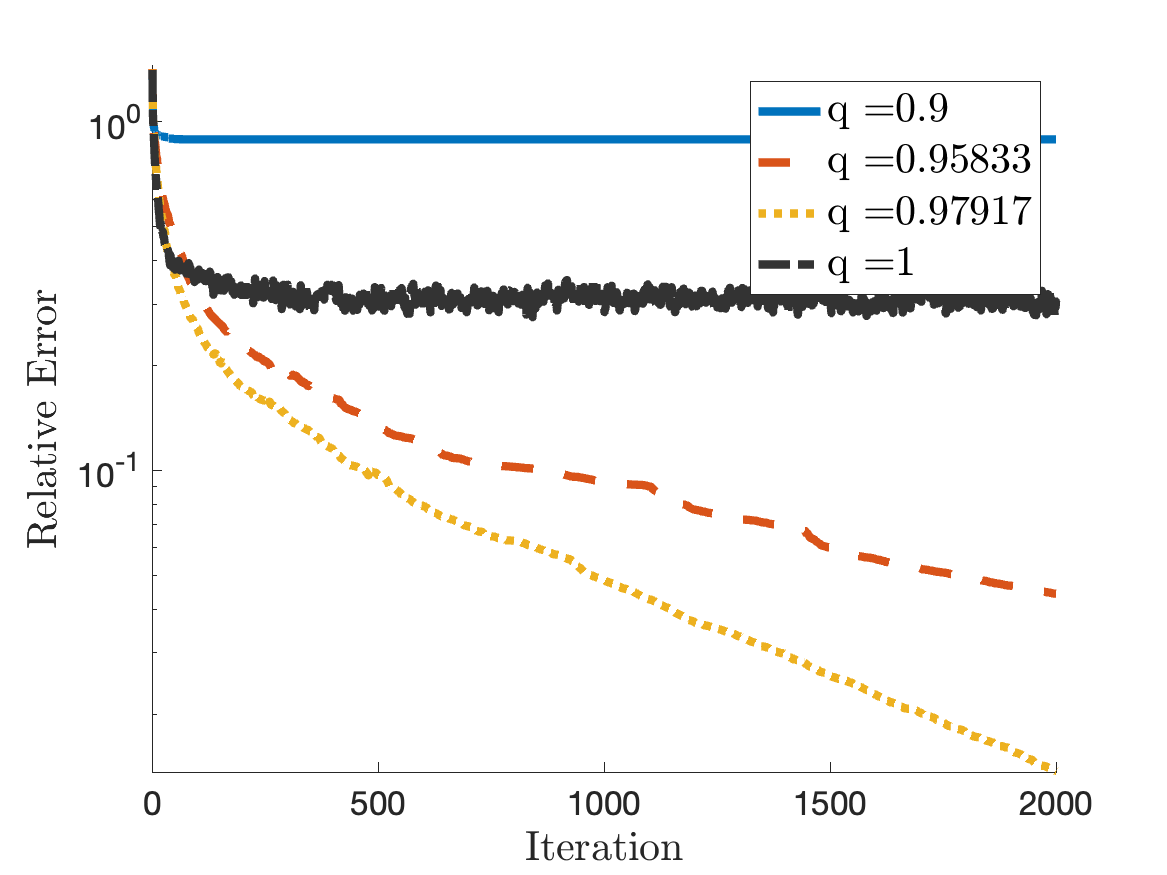 q =0.9
q =0.95833
q =0.97917
q =1
10^0
10^-1
Relative Error
0 500 1000 1500 2000
Iteration